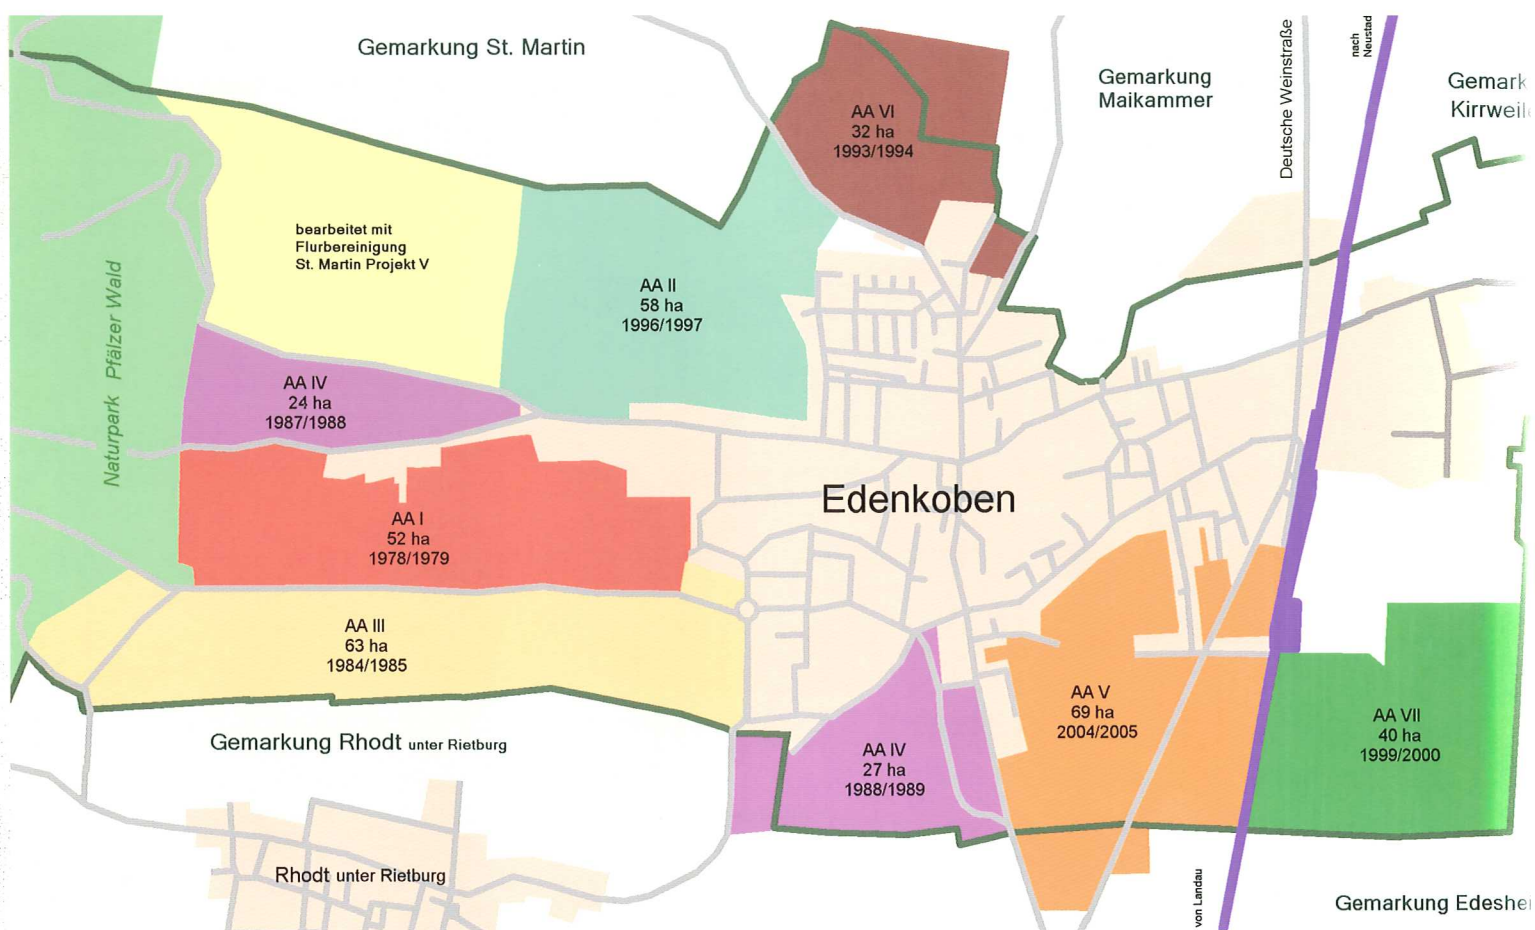 Gemarkung St. Martin
Gemarkung
Maikammer
Deutsche Weinstraße
nach
Neustad
Gemark
Kirrweile
AA VI
32 ha
1993/1994
bearbeitet mit
Flurbereinigung
St. Martin Projekt V
AA II
58 ha
1996/1997
Naturpark Pfälzer Wald
AA IV
24 ha
1987/1988
Edenkoben
AA I
52 ha
1978/1979
AA III
63 ha
1984/1985
AA V
69 ha
2004/2005
AA VII
40 ha
1999/2000
AA IV
27 ha
1988/1989
Gemarkung Rhodt unter Rietburg
Rhodt unter Rietburg
von Landau
Gemarkung Edeshe